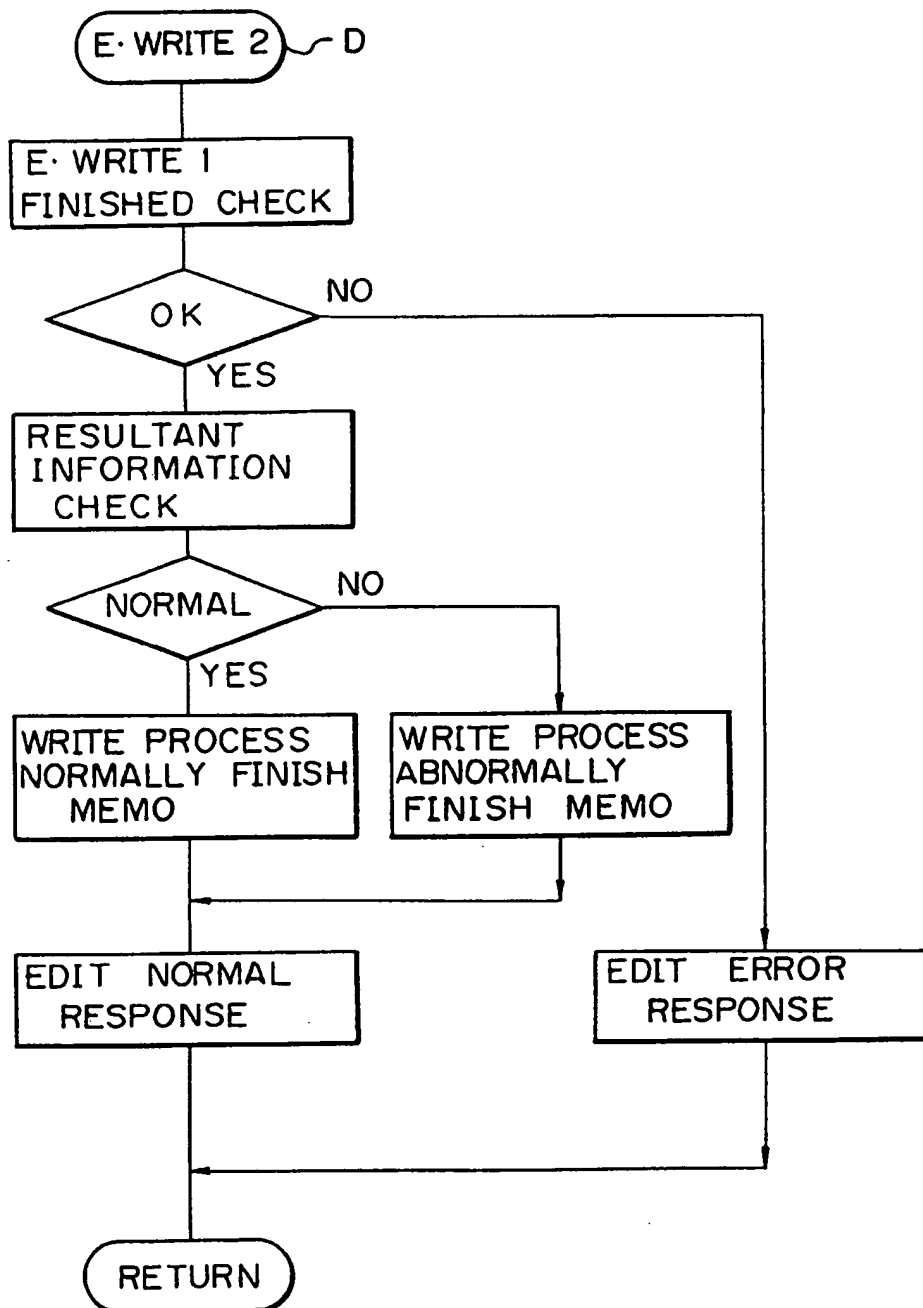 E· WRITE 2
D
E· WRITE 1
FINISHED CHECK
OK
NO
YES
RESULTANT
INFORMATION
CHECK
NORMAL
NO
YES
WRITE PROCESS
NORMALLY FINISH
MEMO
WRITE PROCESS
ABNORMALLY
FINISH MEMO
EDIT NORMAL
RESPONSE
EDIT ERROR
RESPONSE
RETURN